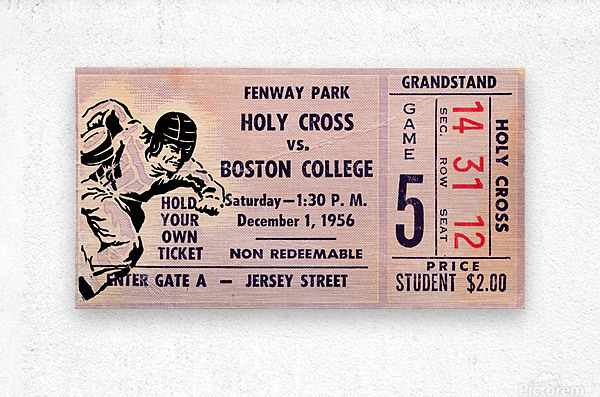 FENWAY PARK
HOLY CROSS
VS.
BOSTON COLLEGE
Saturday—1:30 P. M.
December 1, 1956
NON REDEEMABLE
HOLD
YOUR
OWN
TICKET
ENTER GATE A — JERSEY STREET
GRANDSTAND
GAME
5
SEC. ROW SEAT
14 31 12
HOLY CROSS
PRICE
STUDENT $2.00
Pictorem